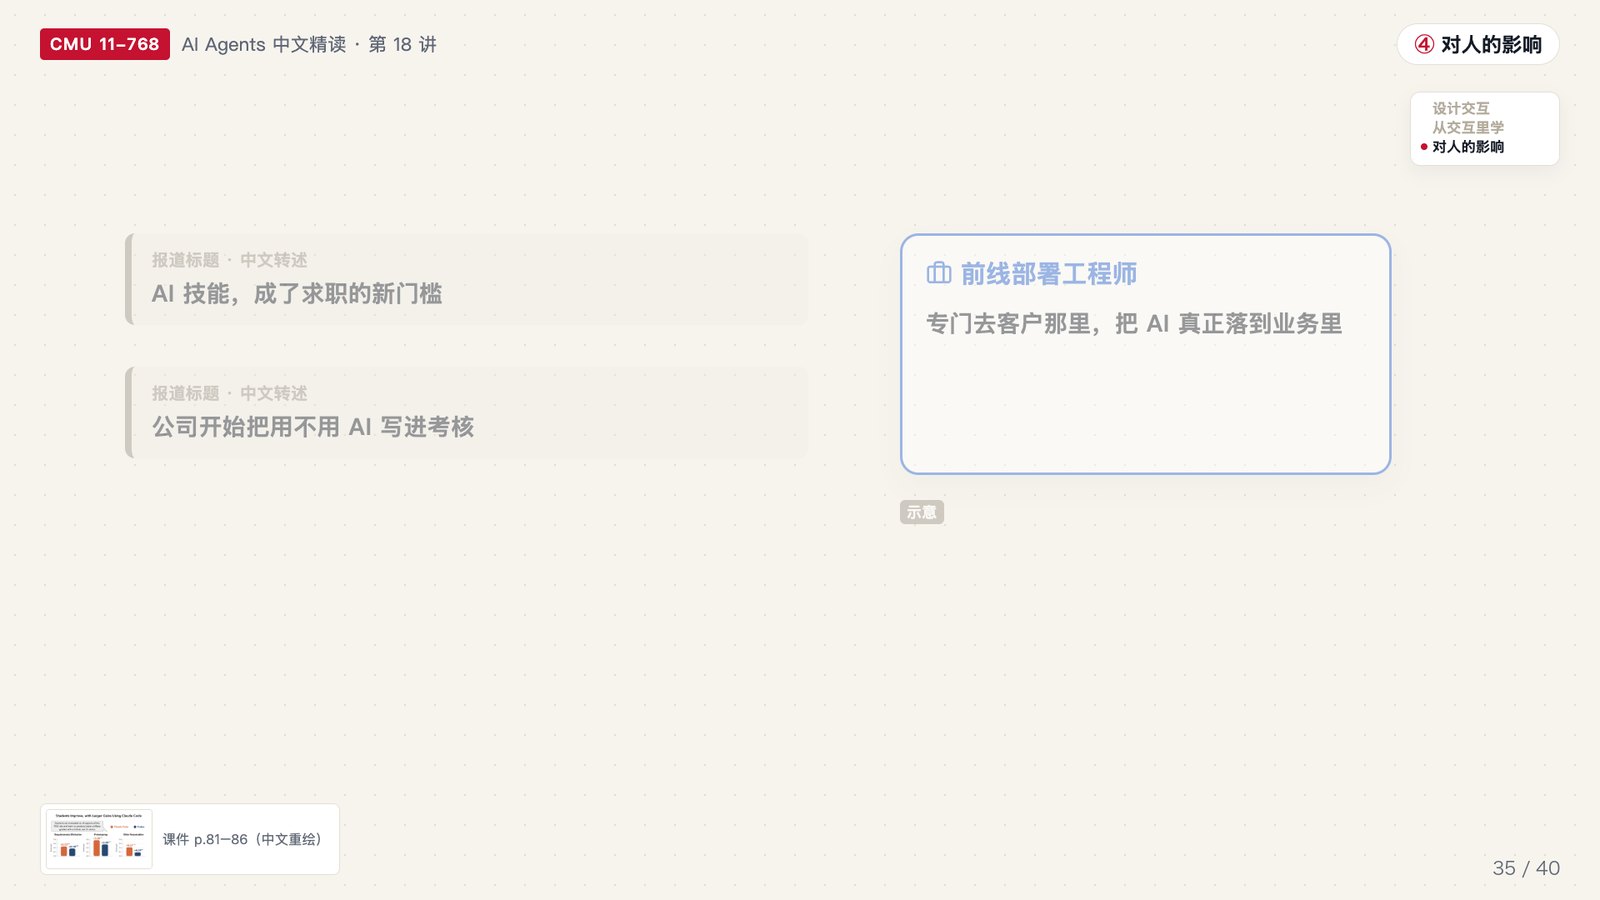 CMU 11-768 AI Agents 中文精读 · 第 18 讲
④ 对人的影响
设计交互
从交互里学
对人的影响
报道标题 · 中文转述
AI 技能，成了求职的新门槛
报道标题 · 中文转述
公司开始把用不用 AI 写进考核
前线部署工程师
专门去客户那里，把 AI 真正落到业务里
示意
课件 p.81—86（中文重绘）
35 / 40